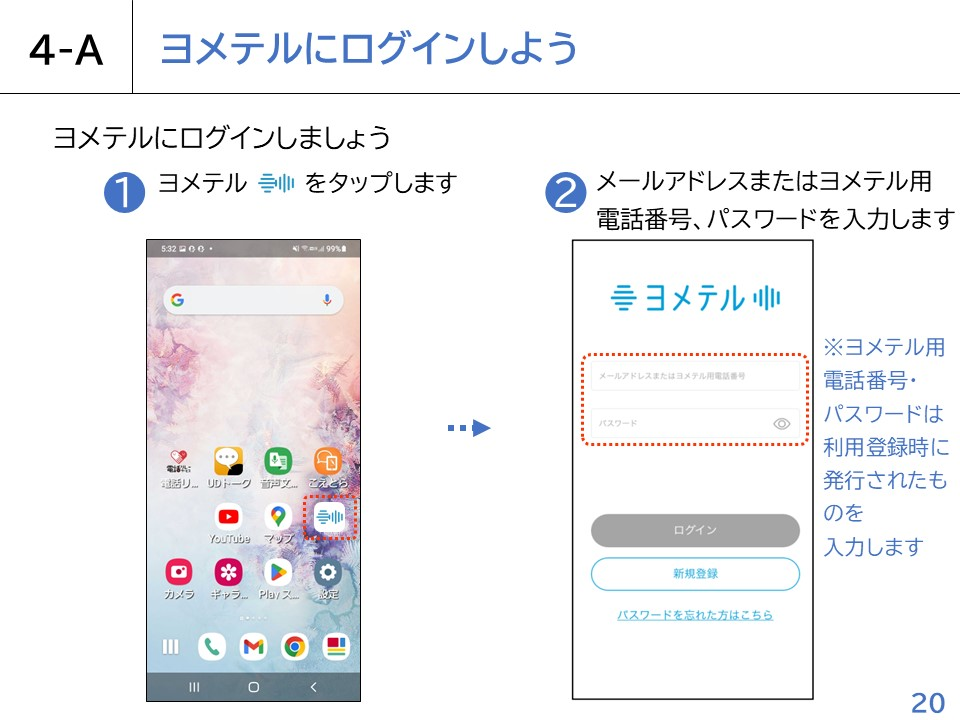 4-A
ヨメテルにログインしよう
ヨメテルにログインしましょう
1 ヨメテル をタップします
2 メールアドレスまたはヨメテル用
電話番号、パスワードを入力します
5:32
99%
G
電話リ...
UDトーク
音声文...
こえとら
YouTube
マップ
カメラ
ギャラ...
Play ス...
設定
ヨメテル
メールアドレスまたはヨメテル用電話番号
パスワード
ログイン
新規登録
パスワードを忘れた方はこちら
※ヨメテル用
電話番号・
パスワードは
利用登録時に
発行されたも
のを
入力します
20